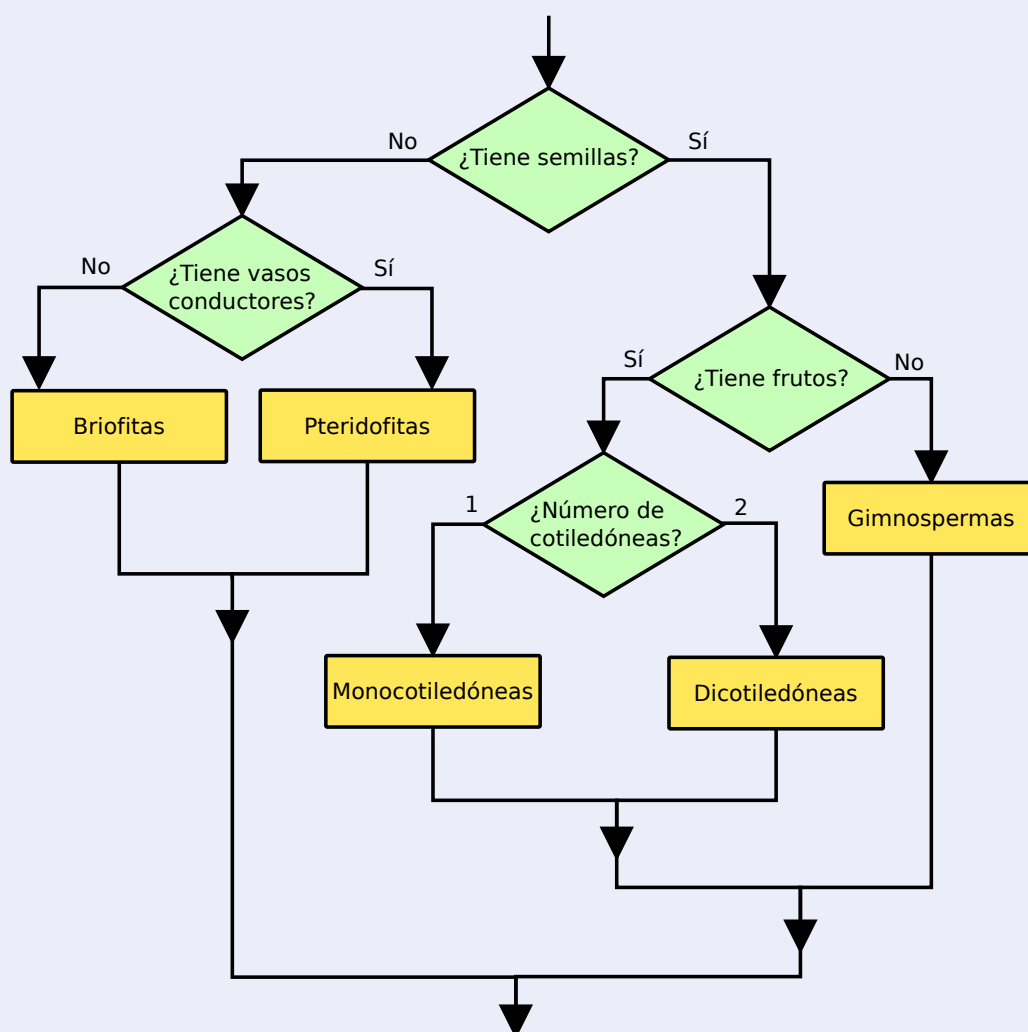 ¿Tiene semillas?
No
Sí
¿Tiene vasos
conductores?
No
Sí
Briofitas
Pteridofitas
¿Tiene frutos?
Sí
No
¿Número de
cotiledóneas?
1
2
Gimnospermas
Monocotiledóneas
Dicotiledóneas